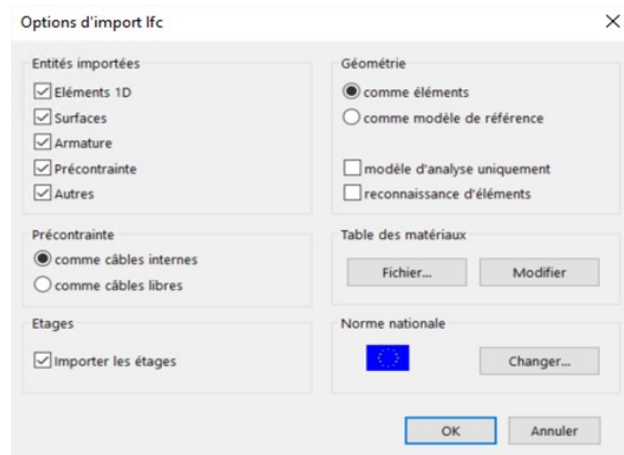 Options d'import Ifc
Entités importées
Eléments 1D
Surfaces
Armature
Précontrainte
Autres
Géométrie
comme éléments
comme modèle de référence
modèle d'analyse uniquement
reconnaissance d'éléments
Précontrainte
comme câbles internes
comme câbles libres
Table des matériaux
Fichier...
Modifier
Etages
Importer les étages
Norme nationale
Changer...
OK
Annuler